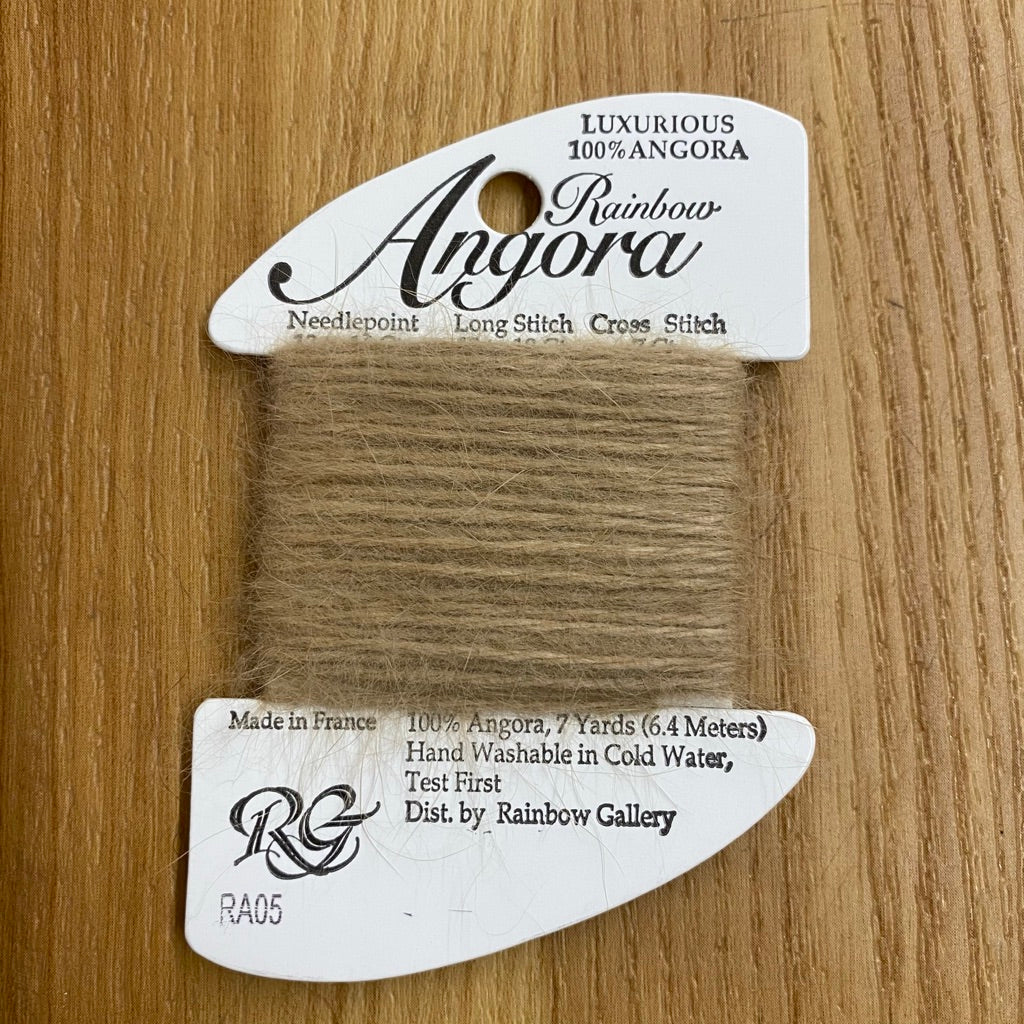 LUXURIOUS
100% ANGORA
Rainbow
Angora
Needlepoint Long Stitch Cross Stitch
Made in France
100% Angora, 7 Yards (6.4 Meters)
Hand Washable in Cold Water,
Test First
Dist. by Rainbow Gallery
RG
RA05